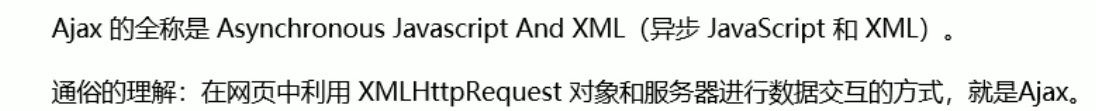 Ajax 的全称是 Asynchronous Javascript And XML（异步 JavaScript 和 XML）。
通俗的理解：在网页中利用 XMLHttpRequest 对象和服务器进行数据交互的方式，就是Ajax。